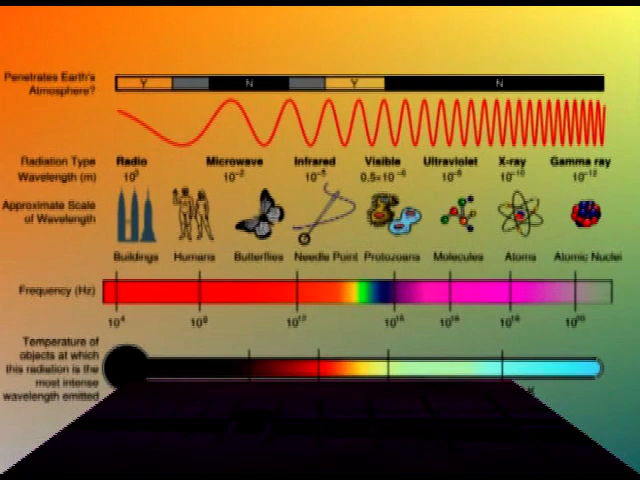 Penetrates Earth's
Atmosphere?
Y
N
Y
N
Radiation Type
Radio
Microwave
Infrared
Visible
Ultraviolet
X-ray
Gamma ray
Wavelength (m)
10³
10⁻²
10⁻⁵
0.5×10⁻⁶
10⁻⁸
10⁻¹⁰
10⁻¹²
Approximate Scale
of Wavelength
Buildings
Humans
Butterflies
Needle Point
Protozoans
Molecules
Atoms
Atomic Nuclei
Frequency (Hz)
10⁴
10⁸
10¹²
10¹⁵
10¹⁶
10¹⁸
10²⁰
Temperature of
objects at which
this radiation is the
most intense
wavelength emitted